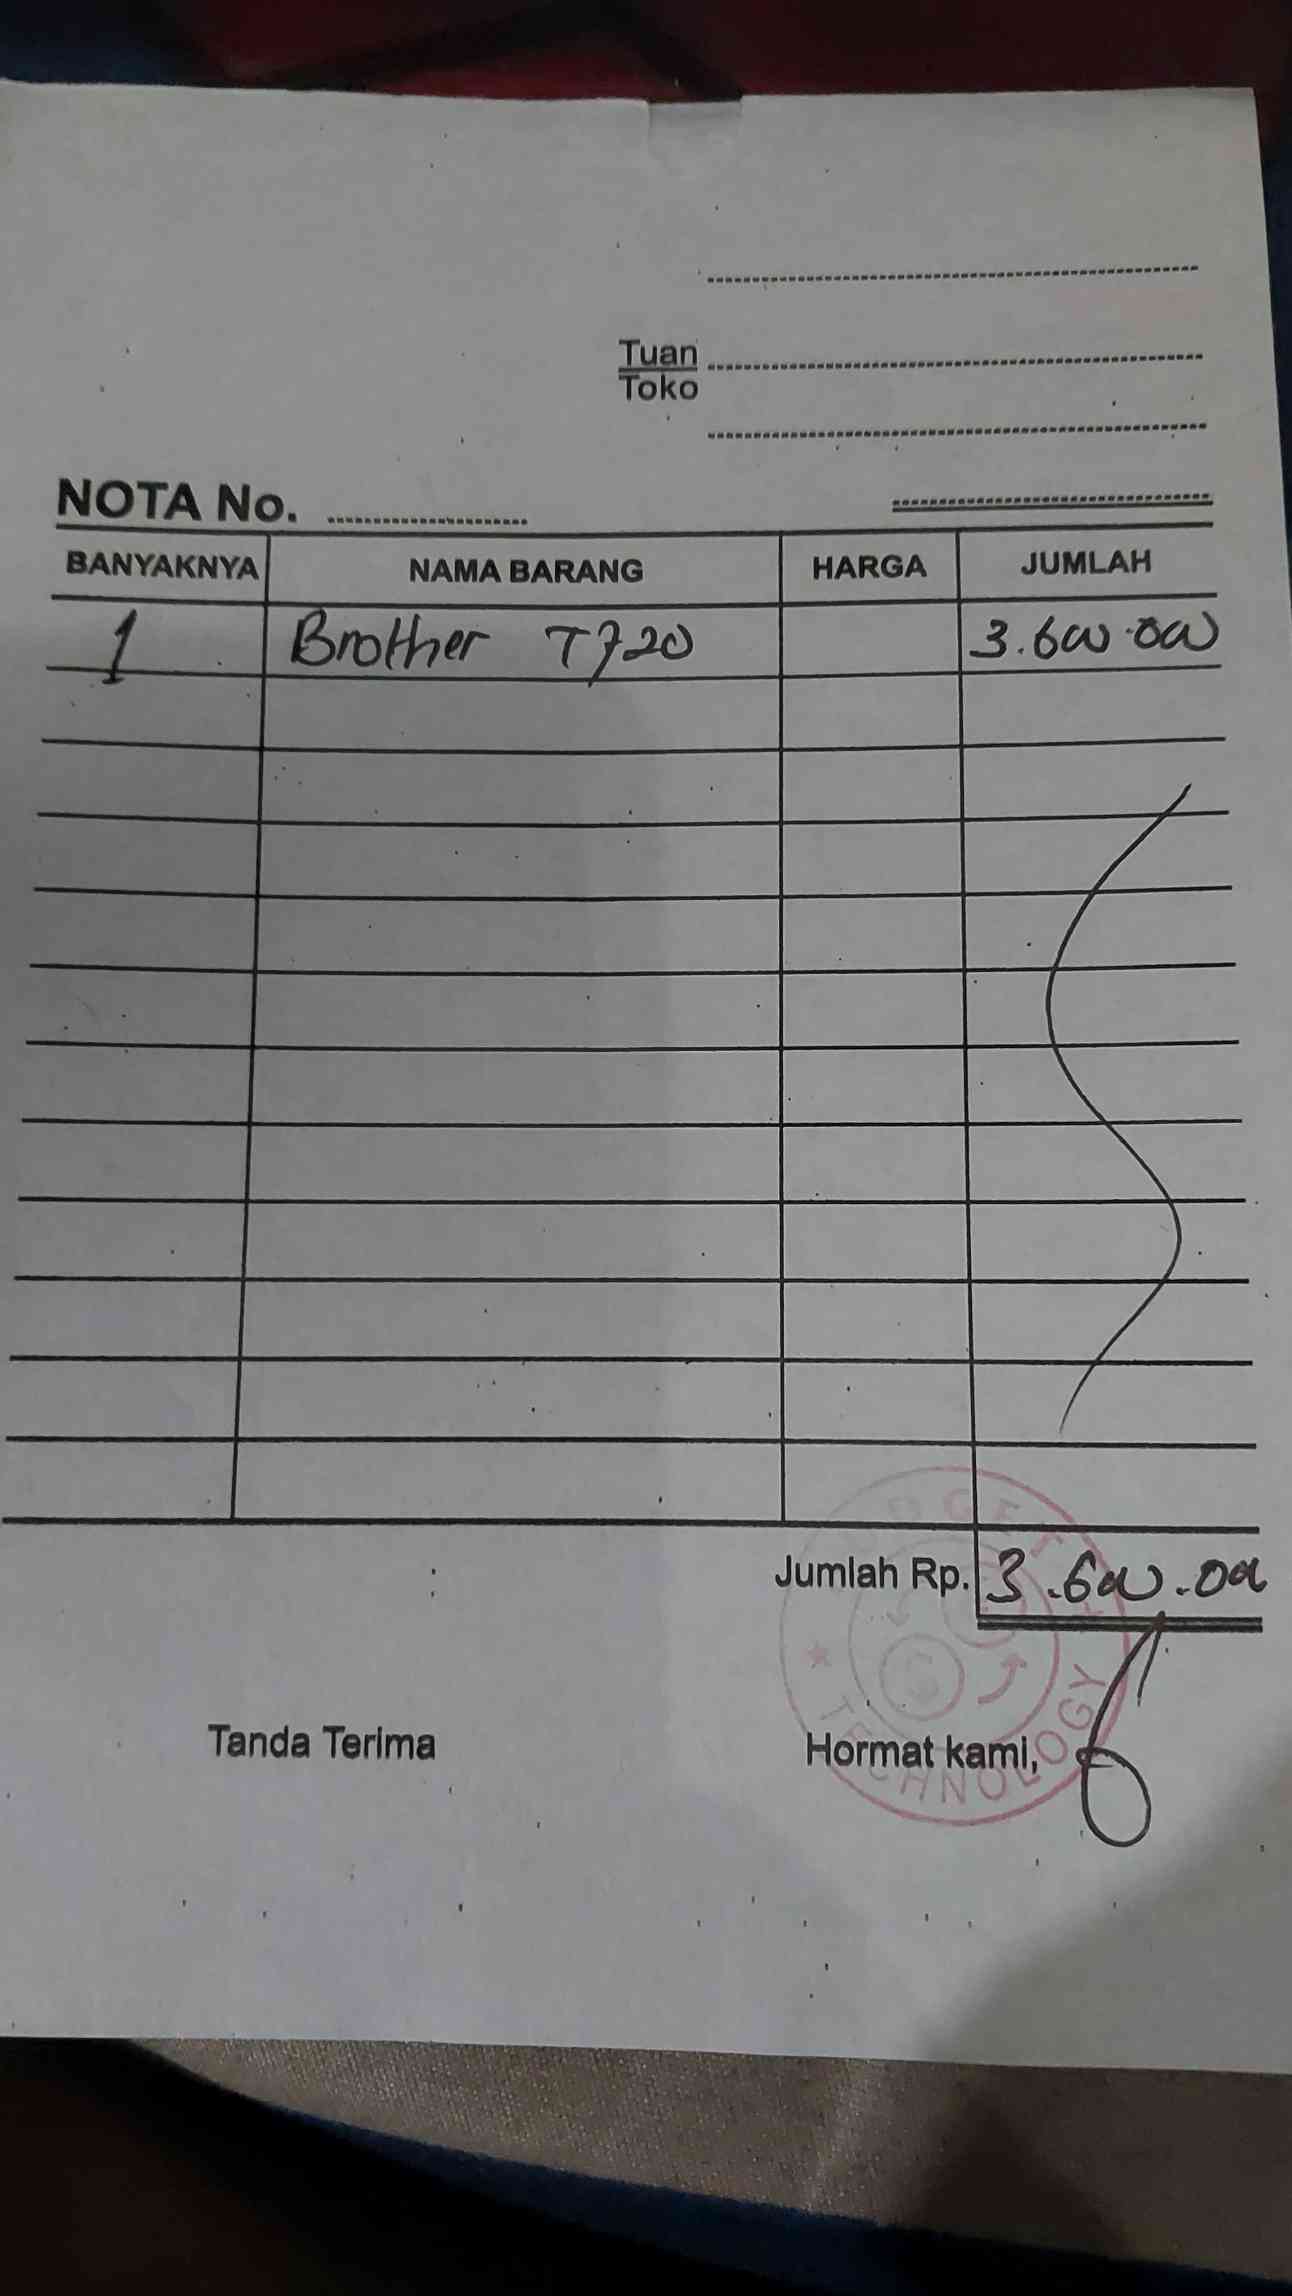 Tuan
Toko
NOTA No.
BANYAKNYA NAMA BARANG HARGA JUMLAH
1 Brother T720 3.600.000
Jumlah Rp. 3.600.000
Tanda Terima Hormat kami,
TECHNOLOGY